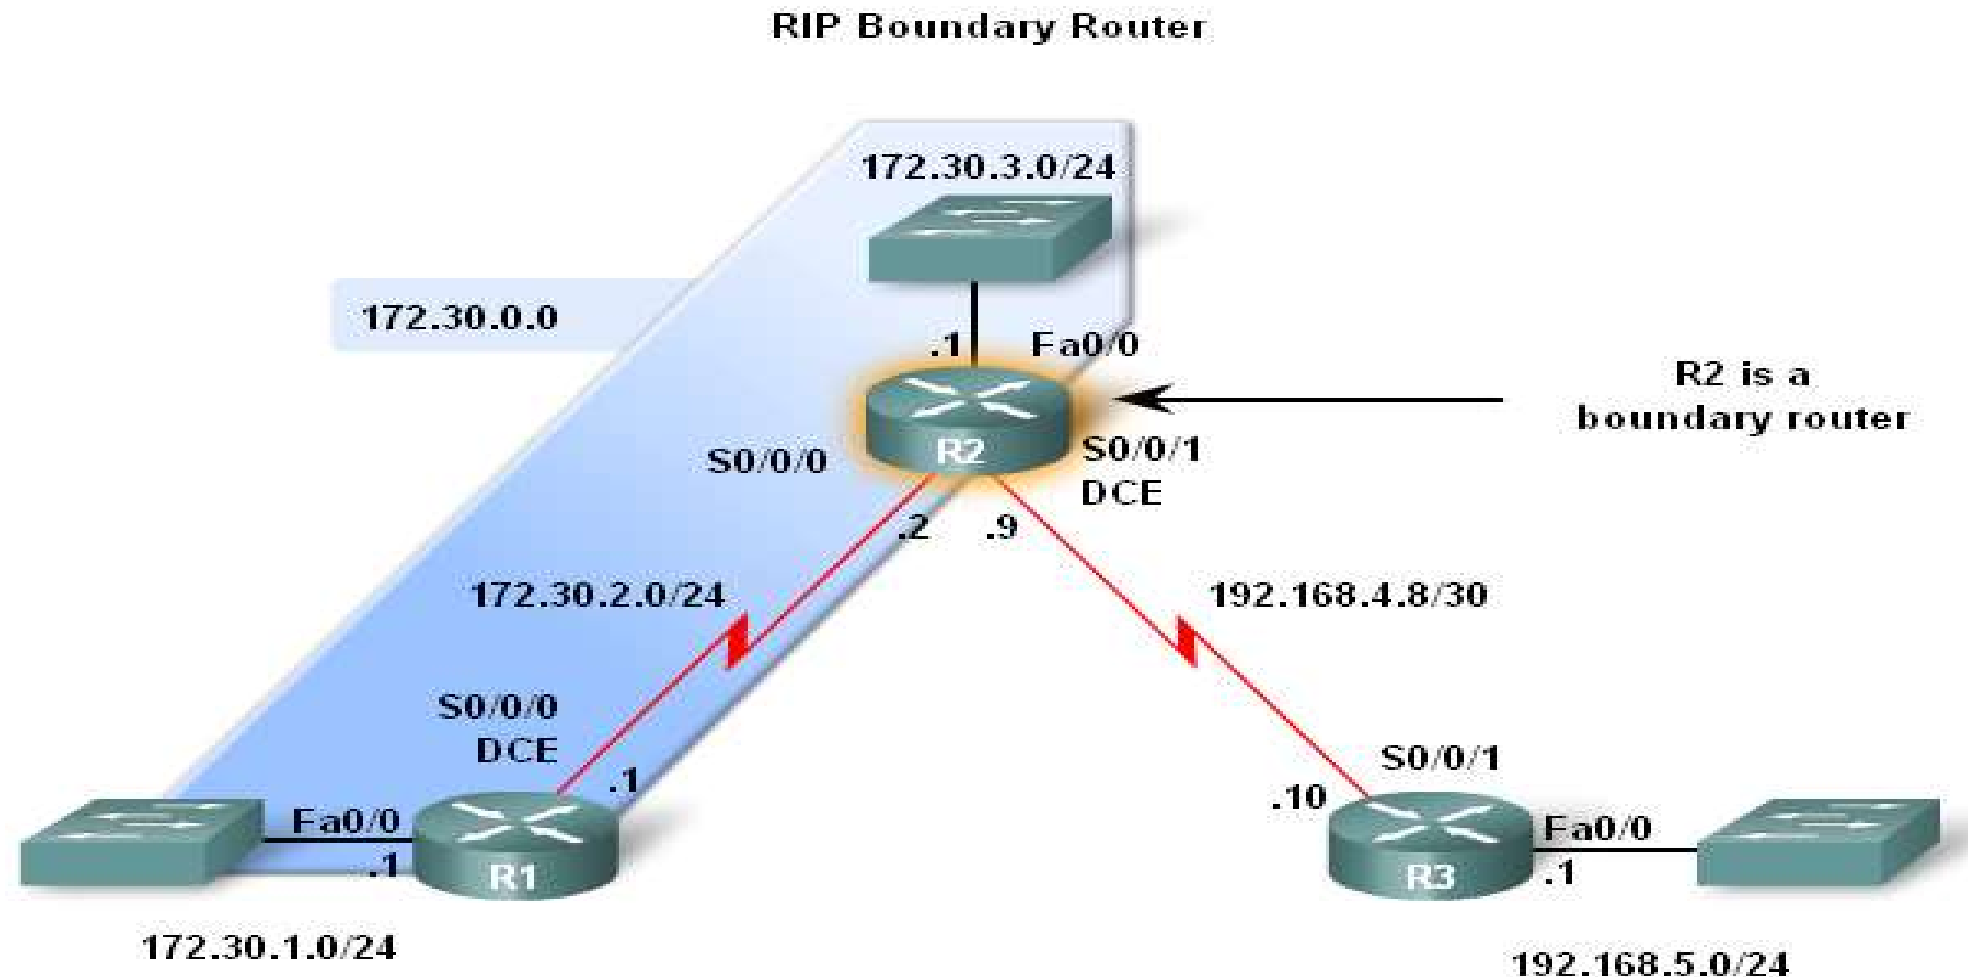 RIP Boundary Router
172.30.3.0/24
172.30.0.0
.1
Fa0/0
R2 is a
boundary router
R2
S0/0/0
S0/0/1
DCE
.2
.9
172.30.2.0/24
192.168.4.8/30
S0/0/0
DCE
.1
S0/0/1
.10
Fa0/0
.1
R1
R3
Fa0/0
.1
172.30.1.0/24
192.168.5.0/24